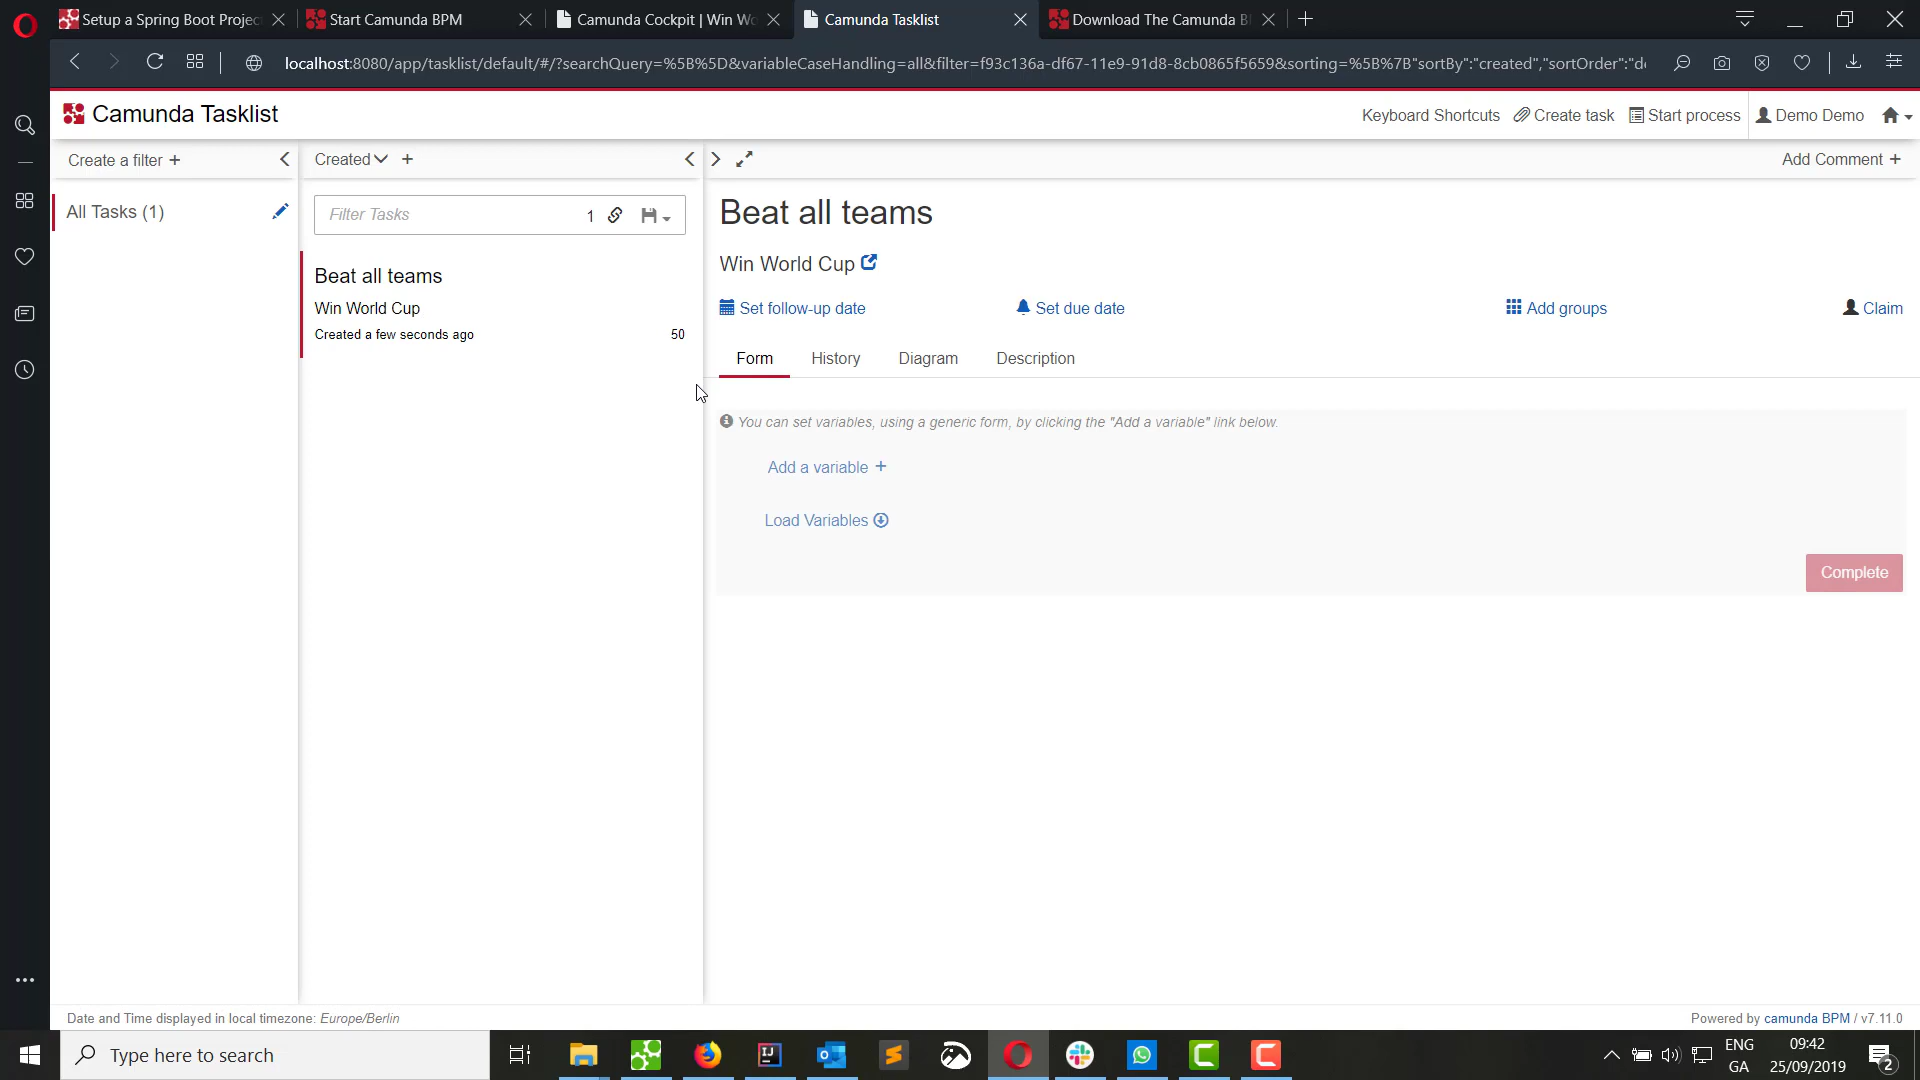 Setup a Spring Boot Projec
Start Camunda BPM
Camunda Cockpit | Win Wo
Camunda Tasklist
Download The Camunda B
localhost:8080/app/tasklist/default/#/?searchQuery=%5B%5D&variableCaseHandling=all&filter=f93c136a-df67-11e9-91d8-8cb0865f5659&sorting=%5B%7B"sortBy":"created","sortOrder":"de
Camunda Tasklist
Keyboard Shortcuts
Create task
Start process
Demo Demo
Create a filter +
Created
Add Comment +
All Tasks (1)
Filter Tasks
1
Beat all teams
Win World Cup
Created a few seconds ago
50
Beat all teams
Win World Cup
Set follow-up date
Set due date
Add groups
Claim
Form
History
Diagram
Description
You can set variables, using a generic form, by clicking the "Add a variable" link below.
Add a variable +
Load Variables
Complete
Date and Time displayed in local timezone: Europe/Berlin
Powered by camunda BPM / v7.11.0
Type here to search
ENG
GA
09:42
25/09/2019
2